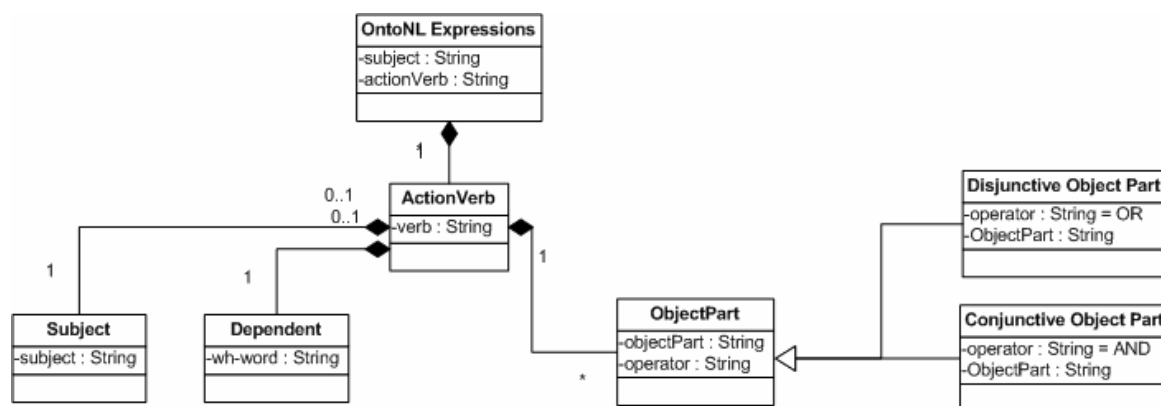 OntoNL Expressions
-subject : String
-actionVerb : String
1
ActionVerb
-verb : String
0..1
0..1
1
1
1
*
Subject
-subject : String
Dependent
-wh-word : String
ObjectPart
-objectPart : String
-operator : String
Disjunctive Object Part
-operator : String = OR
-ObjectPart : String
Conjunctive Object Part
-operator : String = AND
-ObjectPart : String